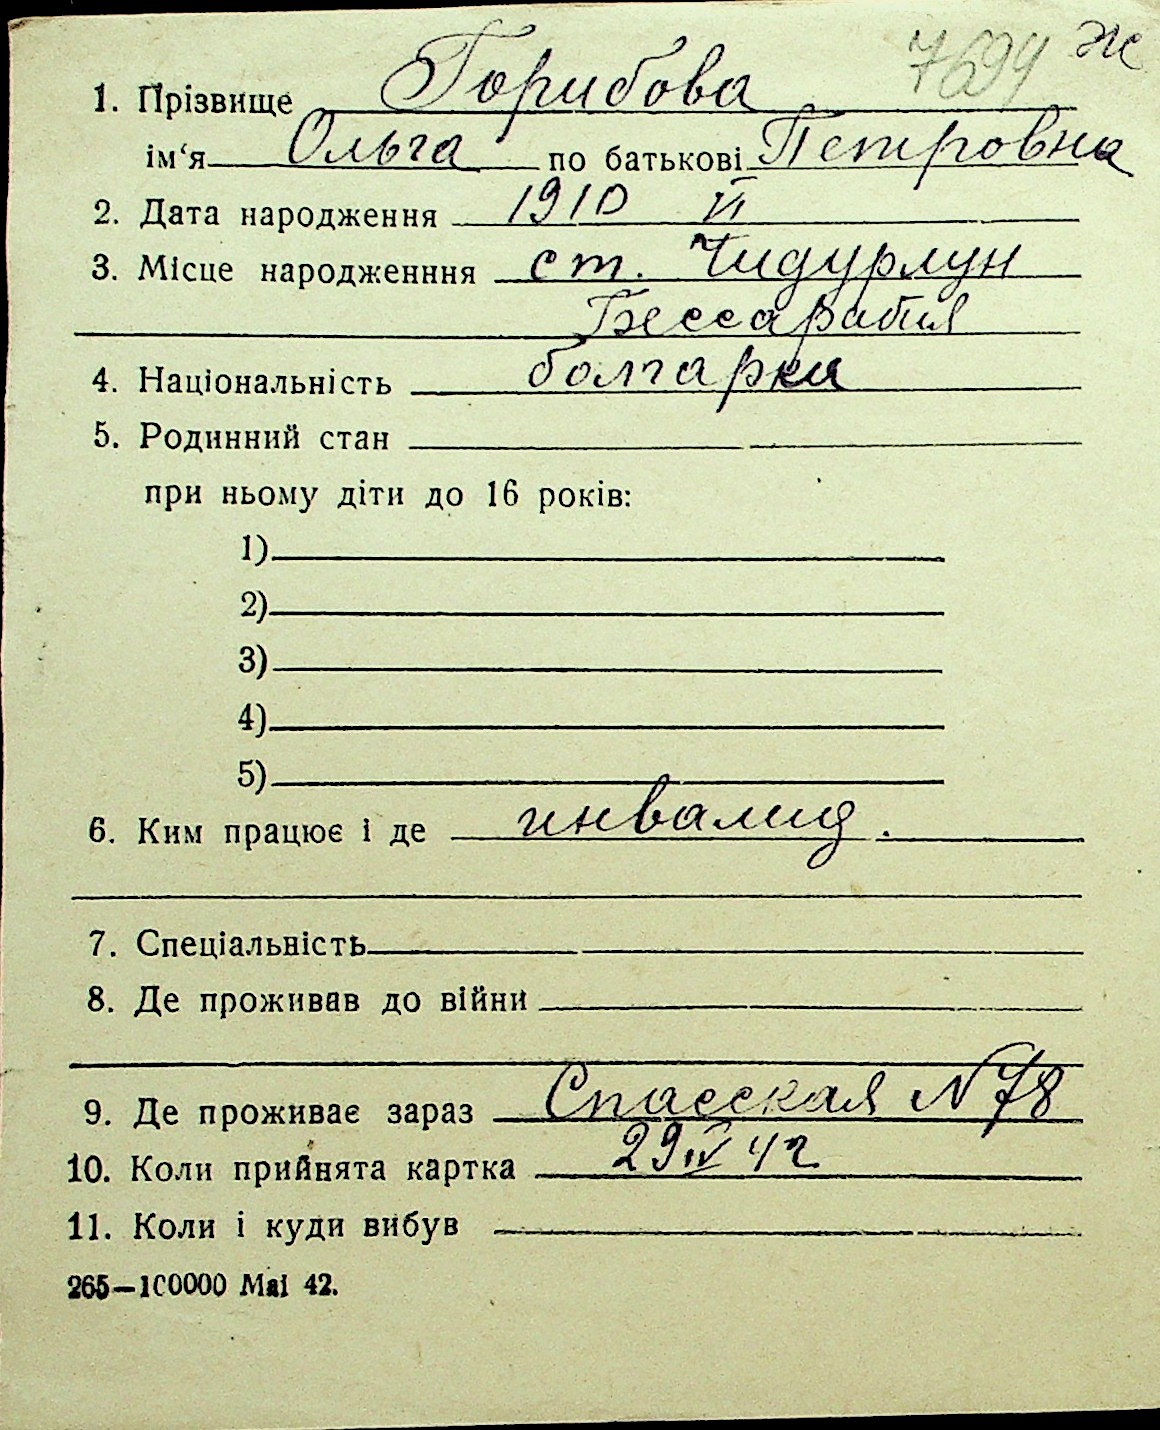 7694 Ж
1. Прізвище Горибова
ім‘я Ольга по батькові Петровна
2. Дата народження 1910 VI
3. Місце народженння ст. Чидурлун
Бессарабия
4. Національність болгарка
5. Родинний стан
при ньому діти до 16 років:
1)
2)
3)
4)
5)
6. Ким працює і де инвалид.
7. Спеціальність
8. Де проживав до війни
9. Де проживає зараз Спасская N 78
10. Коли прийнята картка 29 IV 42
11. Коли і куди вибув
265—100000 Mai 42.